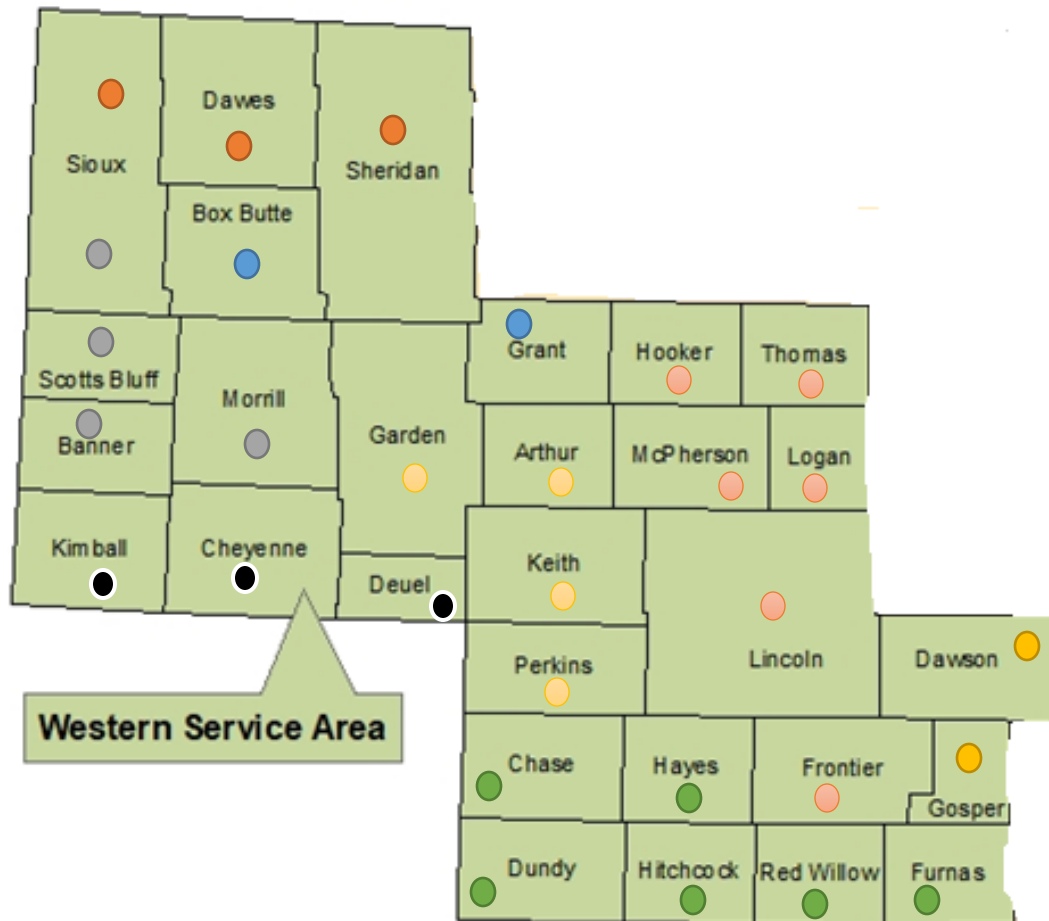 Dawes
Sioux
Sheridan
Box Butte
Grant
Hooker
Thomas
Scotts Bluff
Morrill
Banner
Garden
Arthur
McPherson
Logan
Kimball
Cheyenne
Deuel
Keith
Lincoln
Dawson
Perkins
Western Service Area
Chase
Hayes
Frontier
Gosper
Dundy
Hitchcock
Red Willow
Furnas